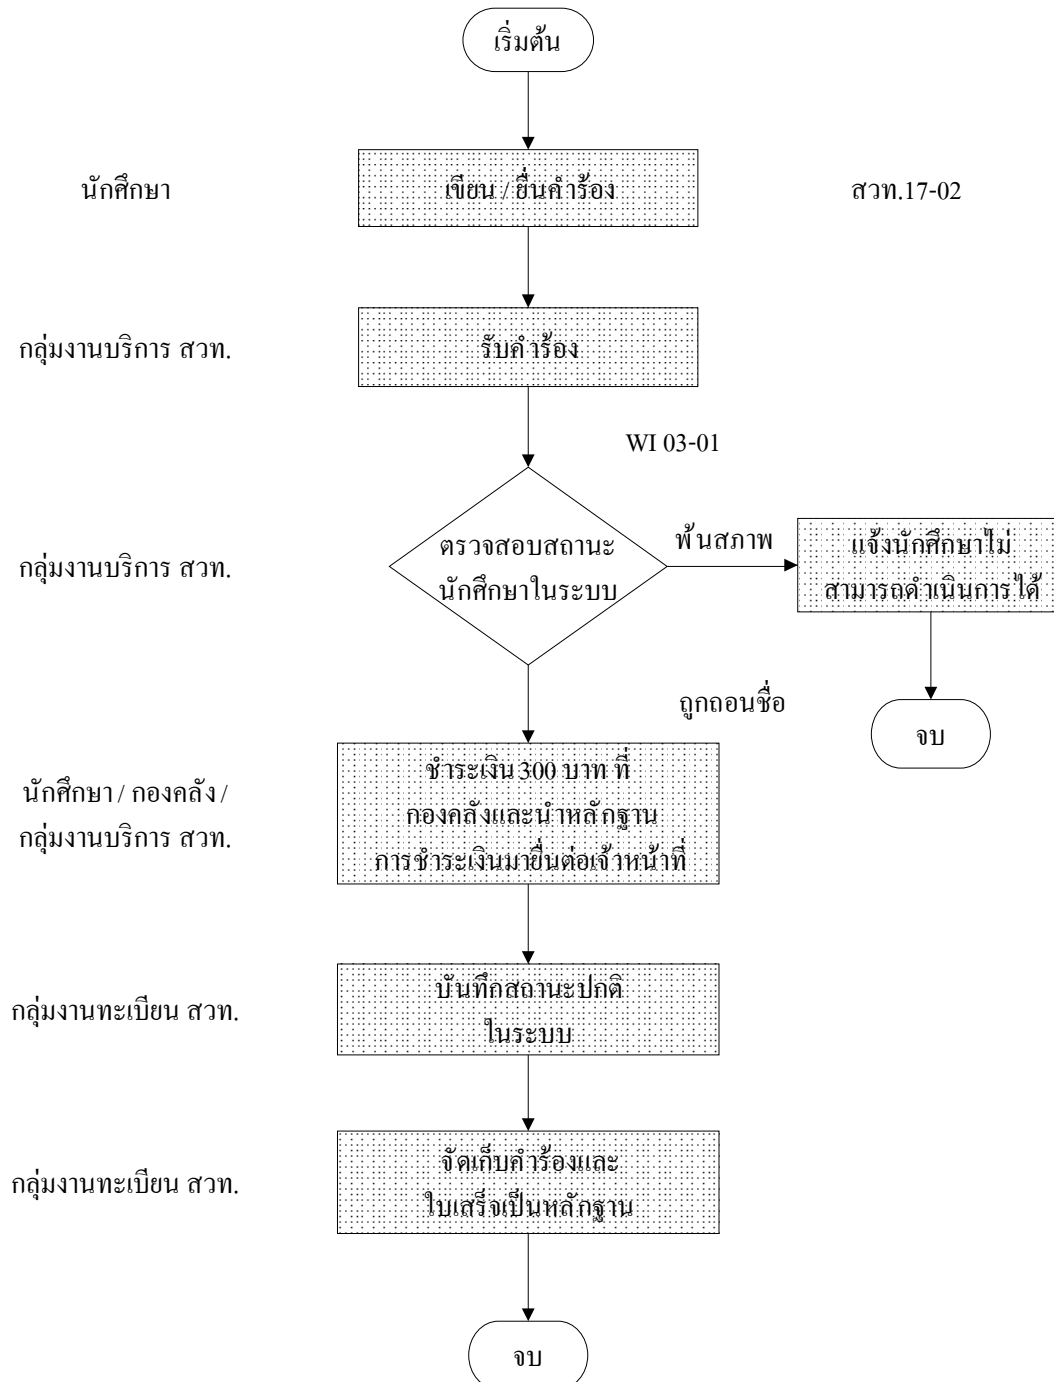 เริ่มต้น
นักศึกษา
เขียน / ยื่นคำร้อง
สวท.17-02
กลุ่มงานบริการ สวท.
รับคำร้อง
WI 03-01
กลุ่มงานบริการ สวท.
ตรวจสอบสถานะ
นักศึกษาในระบบ
พ้นสภาพ
แจ้งนักศึกษาไม่
สามารถดำเนินการได้
ถูกถอนชื่อ
จบ
นักศึกษา / กองคลัง /
กลุ่มงานบริการ สวท.
ชำระเงิน 300 บาท ที่
กองคลังและนำหลักฐาน
การชำระเงินมายื่นต่อเจ้าหน้าที่
กลุ่มงานทะเบียน สวท.
บันทึกสถานะปกติ
ในระบบ
กลุ่มงานทะเบียน สวท.
จัดเก็บคำร้องและ
ใบเสร็จเป็นหลักฐาน
จบ